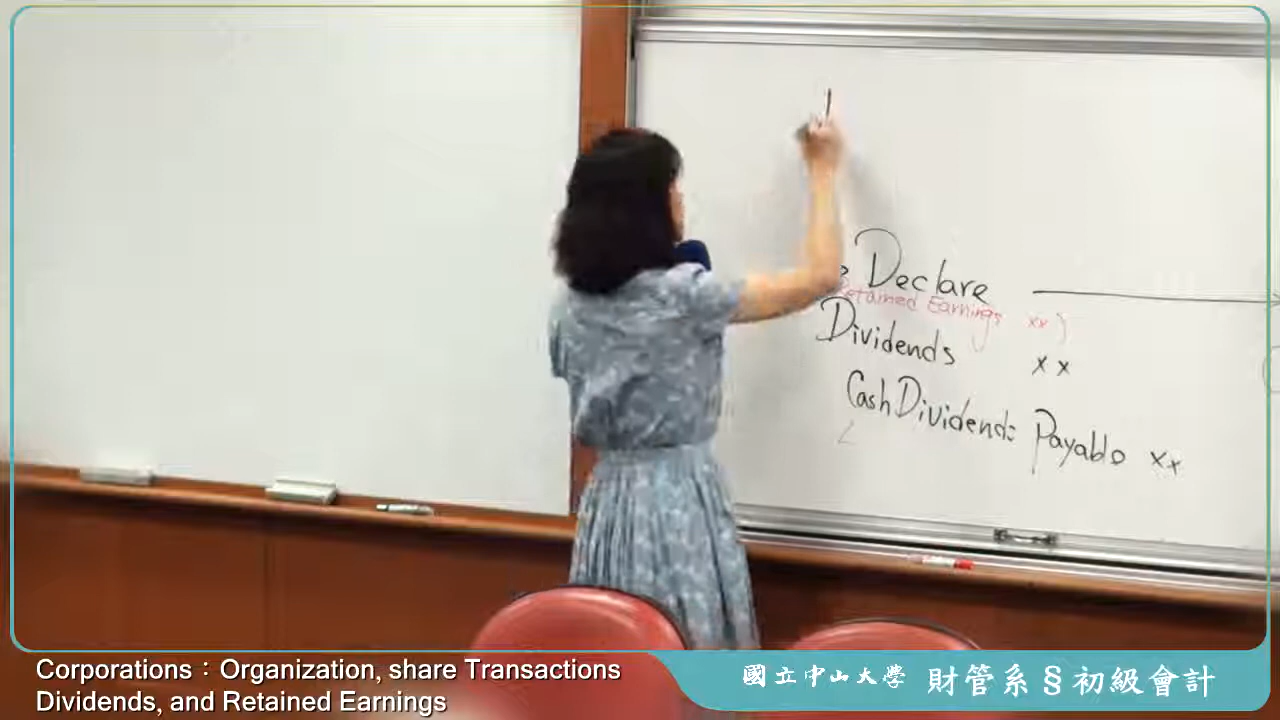 Declare
Retained Earnings xx
Dividends xx
Cash Dividends Payable xx
Corporations：Organization, share Transactions
Dividends, and Retained Earnings
國立中山大學 財管系§初級會計